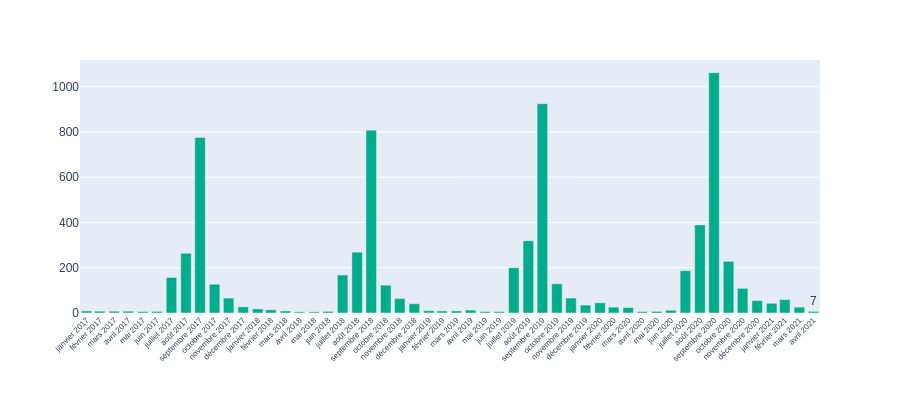 1000
800
600
400
200
0
7
janvier 2017
février 2017
mars 2017
avril 2017
mai 2017
juin 2017
juillet 2017
août 2017
septembre 2017
octobre 2017
novembre 2017
décembre 2017
janvier 2018
février 2018
mars 2018
avril 2018
mai 2018
juin 2018
juillet 2018
août 2018
septembre 2018
octobre 2018
novembre 2018
décembre 2018
janvier 2019
février 2019
mars 2019
avril 2019
mai 2019
juin 2019
juillet 2019
août 2019
septembre 2019
octobre 2019
novembre 2019
décembre 2019
janvier 2020
février 2020
mars 2020
avril 2020
mai 2020
juin 2020
juillet 2020
août 2020
septembre 2020
octobre 2020
novembre 2020
décembre 2020
janvier 2021
février 2021
mars 2021
avril 2021